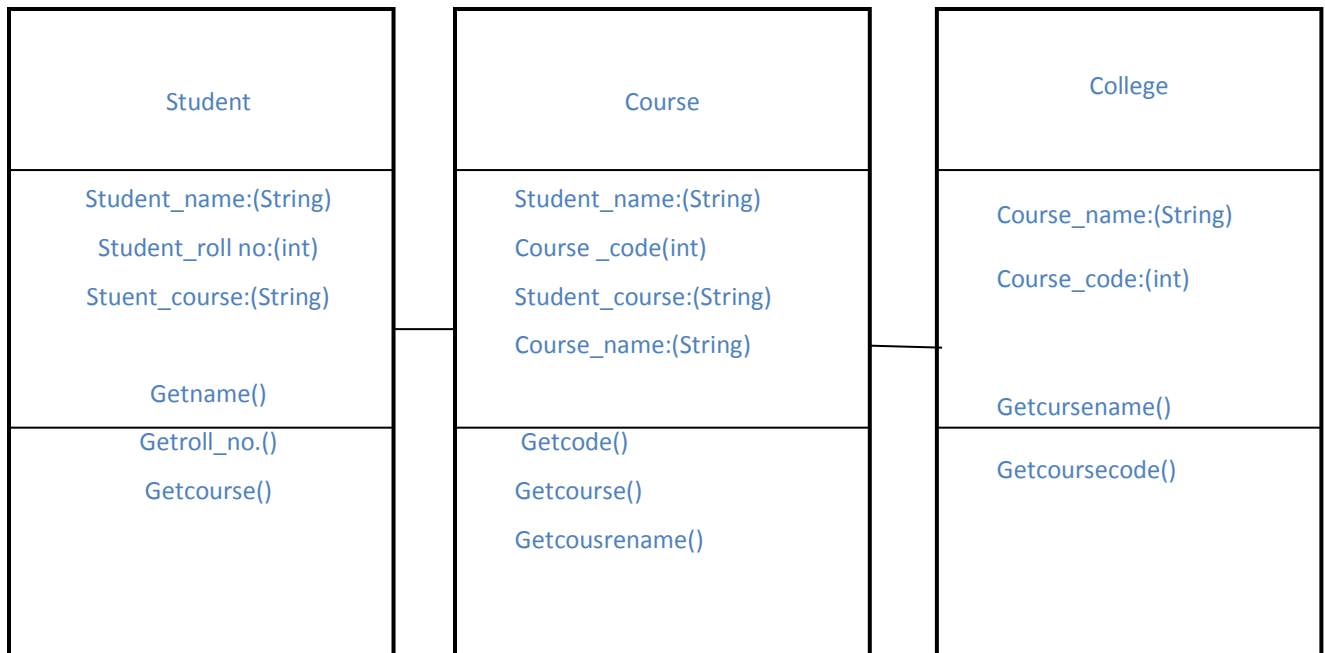 Student
Student_name:(String)
Student_roll no:(int)
Stuent_course:(String)
Getname()
Getroll_no.()
Getcourse()
Course
Student_name:(String)
Course _code(int)
Student_course:(String)
Course_name:(String)
Getcode()
Getcourse()
Getcousrename()
College
Course_name:(String)
Course_code:(int)
Getcursename()
Getcoursecode()